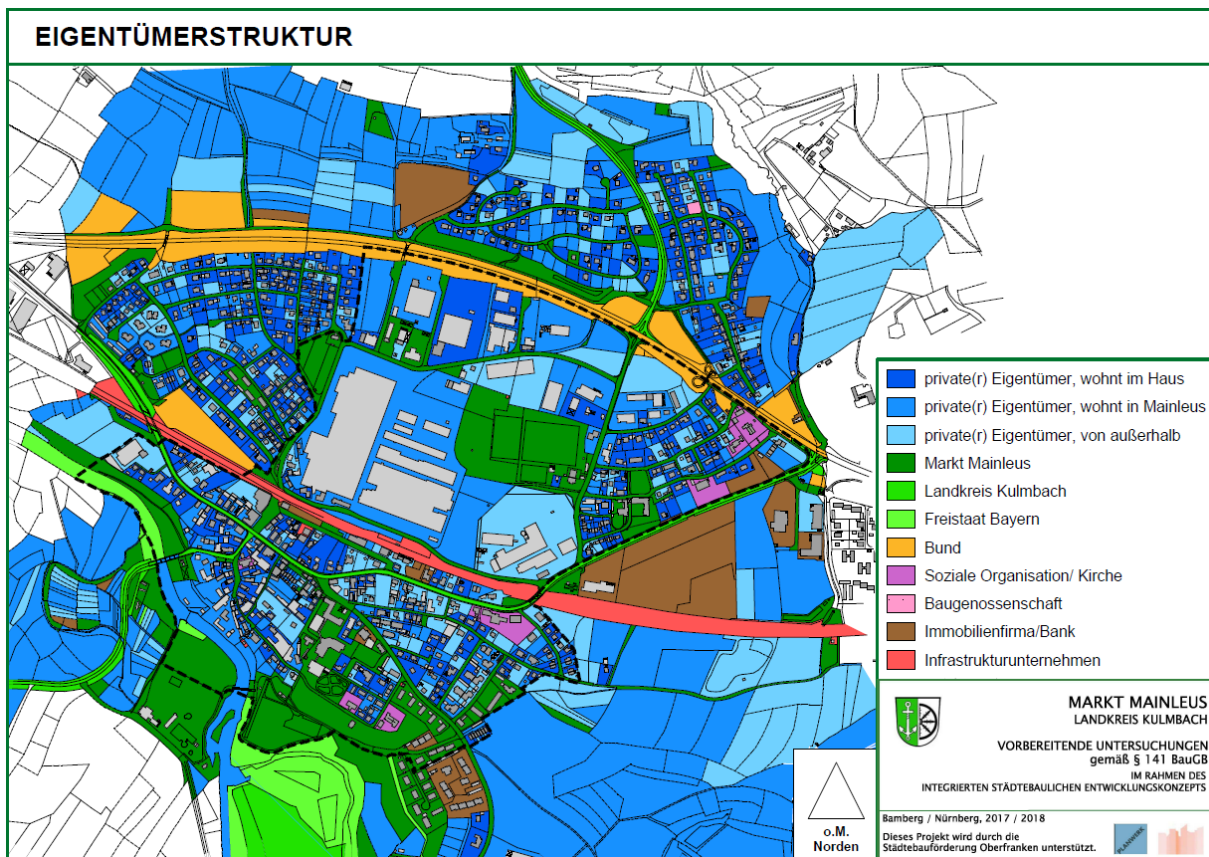 EIGENTÜMERSTRUKTUR
private(r) Eigentümer, wohnt im Haus
private(r) Eigentümer, wohnt in Mainleus
private(r) Eigentümer, von außerhalb
Markt Mainleus
Landkreis Kulmbach
Freistaat Bayern
Bund
Soziale Organisation/ Kirche
Baugenossenschaft
Immobilienfirma/Bank
Infrastrukturunternehmen
MARKT MAINLEUS
LANDKREIS KULMBACH
VORBEREITENDE UNTERSUCHUNGEN
gemäß § 141 BauGB
IM RAHMEN DES
INTEGRIERTEN STÄDTEBAULICHEN ENTWICKLUNGSKONZEPTS
o.M.
Norden
Bamberg / Nürnberg, 2017 / 2018
Dieses Projekt wird durch die
Städtebauförderung Oberfranken unterstützt.
PLANWERK